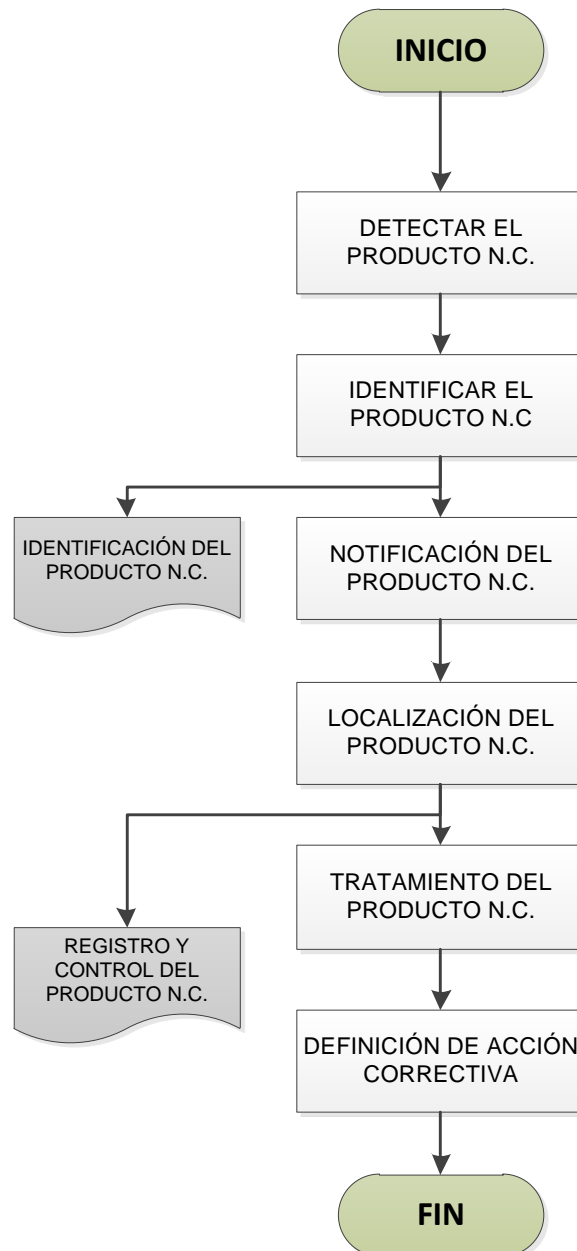 INICIO
DETECTAR EL
PRODUCTO N.C.
IDENTIFICAR EL
PRODUCTO N.C
IDENTIFICACIÓN DEL
PRODUCTO N.C.
NOTIFICACIÓN DEL
PRODUCTO N.C.
LOCALIZACIÓN DEL
PRODUCTO N.C.
TRATAMIENTO DEL
PRODUCTO N.C.
REGISTRO Y
CONTROL DEL
PRODUCTO N.C.
DEFINICIÓN DE ACCIÓN
CORRECTIVA
FIN